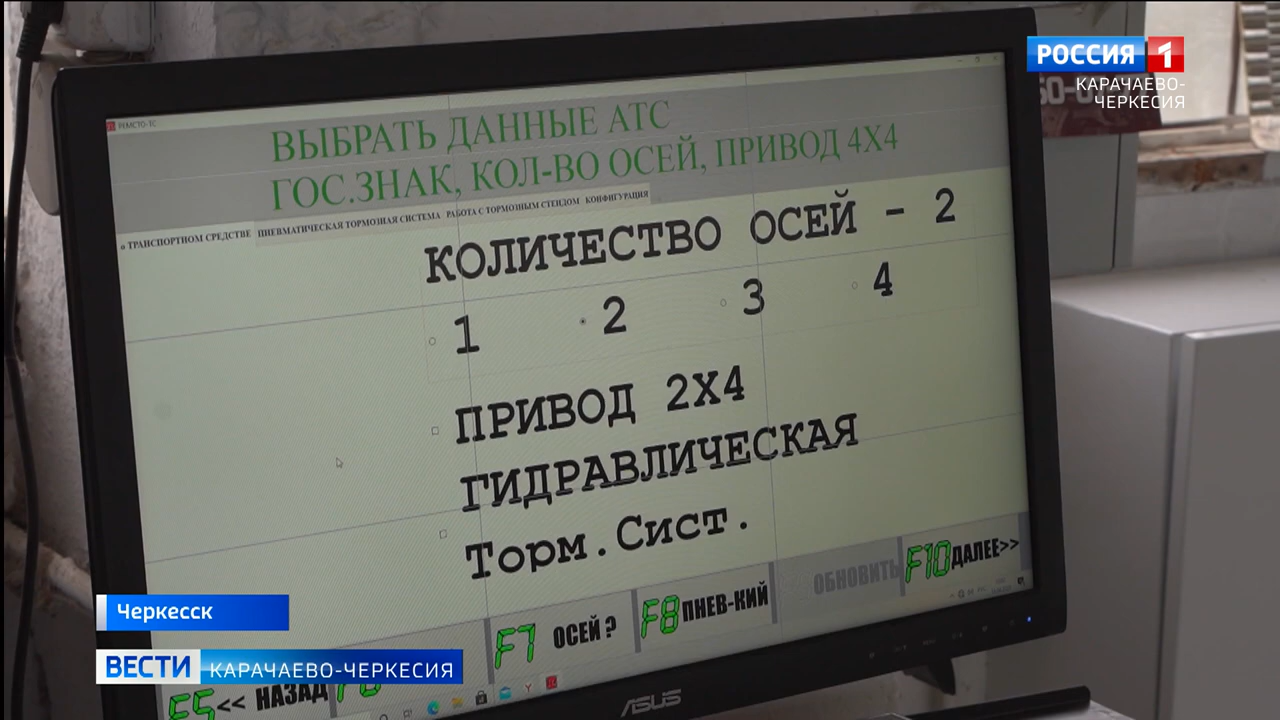 РОССИЯ 1
КАРАЧАЕВО-
ЧЕРКЕСИЯ
РЕМСТО-1С
ВЫБРАТЬ ДАННЫЕ АТС
ГОС.ЗНАК, КОЛ-ВО ОСЕЙ, ПРИВОД 4Х4
о ТРАНСПОРТНОМ СРЕДСТВЕ ПНЕВМАТИЧЕСКАЯ ТОРМОЗНАЯ СИСТЕМА РАБОТА С ТОРМОЗНЫМ СТЕНДОМ КОНФИГУРАЦИЯ
КОЛИЧЕСТВО ОСЕЙ - 2
1 2 3 4
ПРИВОД 2Х4
ГИДРАВЛИЧЕСКАЯ
Торм.Сист.
F5 << НАЗАД F7 ОСЕЙ ? F8 ПНЕВ-КИЙ ОБНОВИТЬ F10 ДАЛЕЕ>>
ASUS
Черкесск
ВЕСТИ КАРАЧАЕВО-ЧЕРКЕСИЯ